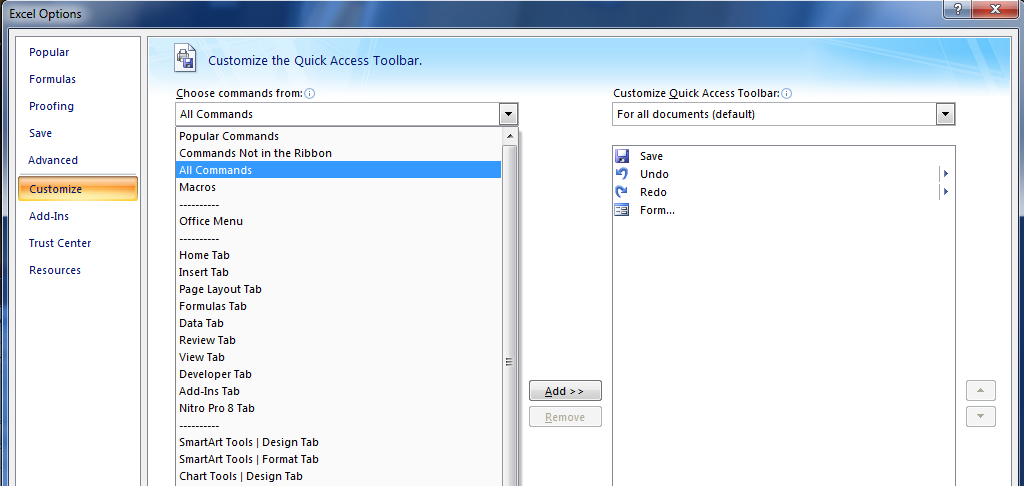 Excel Options
?
Popular
Formulas
Proofing
Save
Advanced
Customize
Add-Ins
Trust Center
Resources
Customize the Quick Access Toolbar.
Choose commands from:
All Commands
Popular Commands
Commands Not in the Ribbon
All Commands
Macros
----------
Office Menu
----------
Home Tab
Insert Tab
Page Layout Tab
Formulas Tab
Data Tab
Review Tab
View Tab
Developer Tab
Add-Ins Tab
Nitro Pro 8 Tab
----------
SmartArt Tools | Design Tab
SmartArt Tools | Format Tab
Chart Tools | Design Tab
Add >>
Remove
Customize Quick Access Toolbar:
For all documents (default)
Save
Undo
Redo
Form...